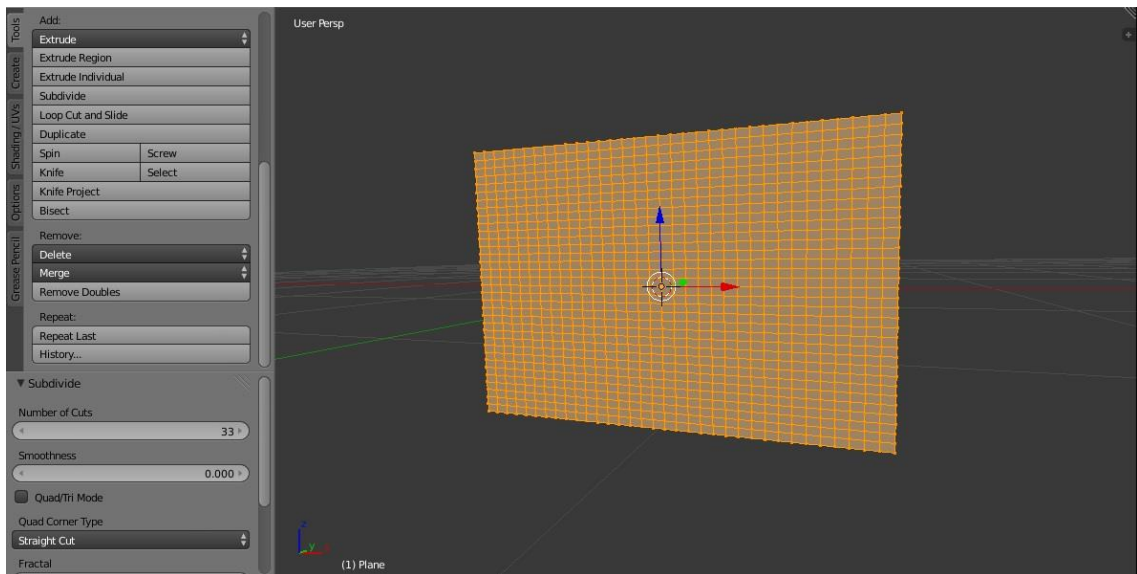 Tools
Create
Shading / UVs
Options
Grease Pencil
Add:
Extrude
Extrude Region
Extrude Individual
Subdivide
Loop Cut and Slide
Duplicate
Spin Screw
Knife Select
Knife Project
Bisect
Remove:
Delete
Merge
Remove Doubles
Repeat:
Repeat Last
History...
Subdivide
Number of Cuts
33
Smoothness
0.000
Quad/Tri Mode
Quad Corner Type
Straight Cut
Fractal
User Persp
z
y
x
(1) Plane